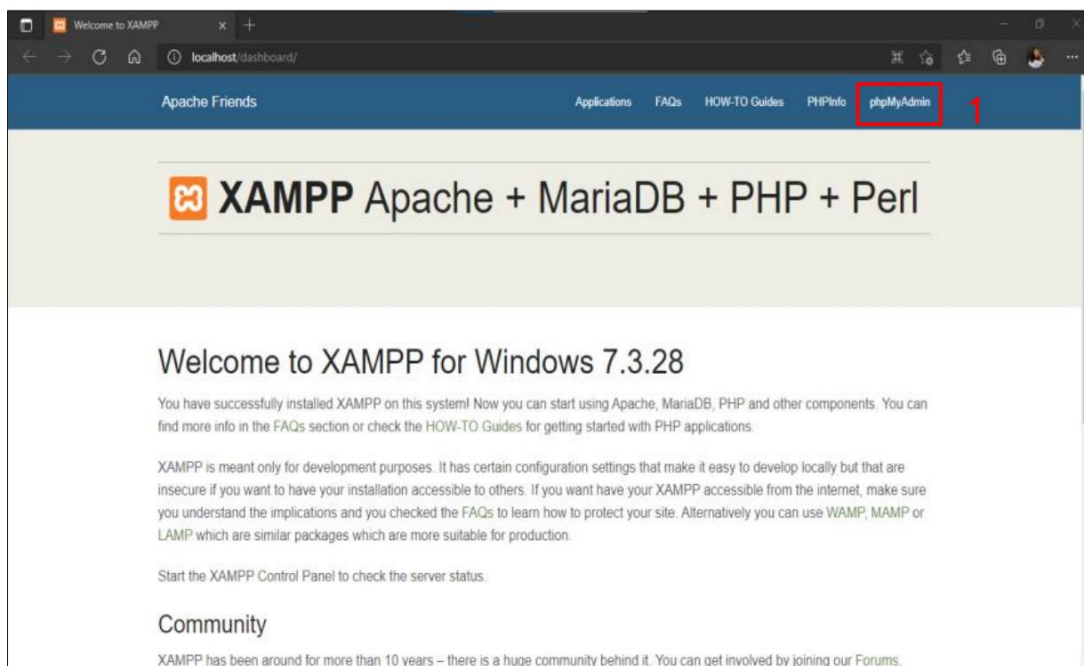 Welcome to XAMPP
localhost/dashboard/
Apache Friends
Applications FAQs HOW-TO Guides PHPInfo phpMyAdmin 1
XAMPP Apache + MariaDB + PHP + Perl
Welcome to XAMPP for Windows 7.3.28
You have successfully installed XAMPP on this system! Now you can start using Apache, MariaDB, PHP and other components. You can
find more info in the FAQs section or check the HOW-TO Guides for getting started with PHP applications.
XAMPP is meant only for development purposes. It has certain configuration settings that make it easy to develop locally but that are
insecure if you want to have your installation accessible to others. If you want have your XAMPP accessible from the internet, make sure
you understand the implications and you checked the FAQs to learn how to protect your site. Alternatively you can use WAMP, MAMP or
LAMP which are similar packages which are more suitable for production.
Start the XAMPP Control Panel to check the server status.
Community
XAMPP has been around for more than 10 years – there is a huge community behind it. You can get involved by joining our Forums,